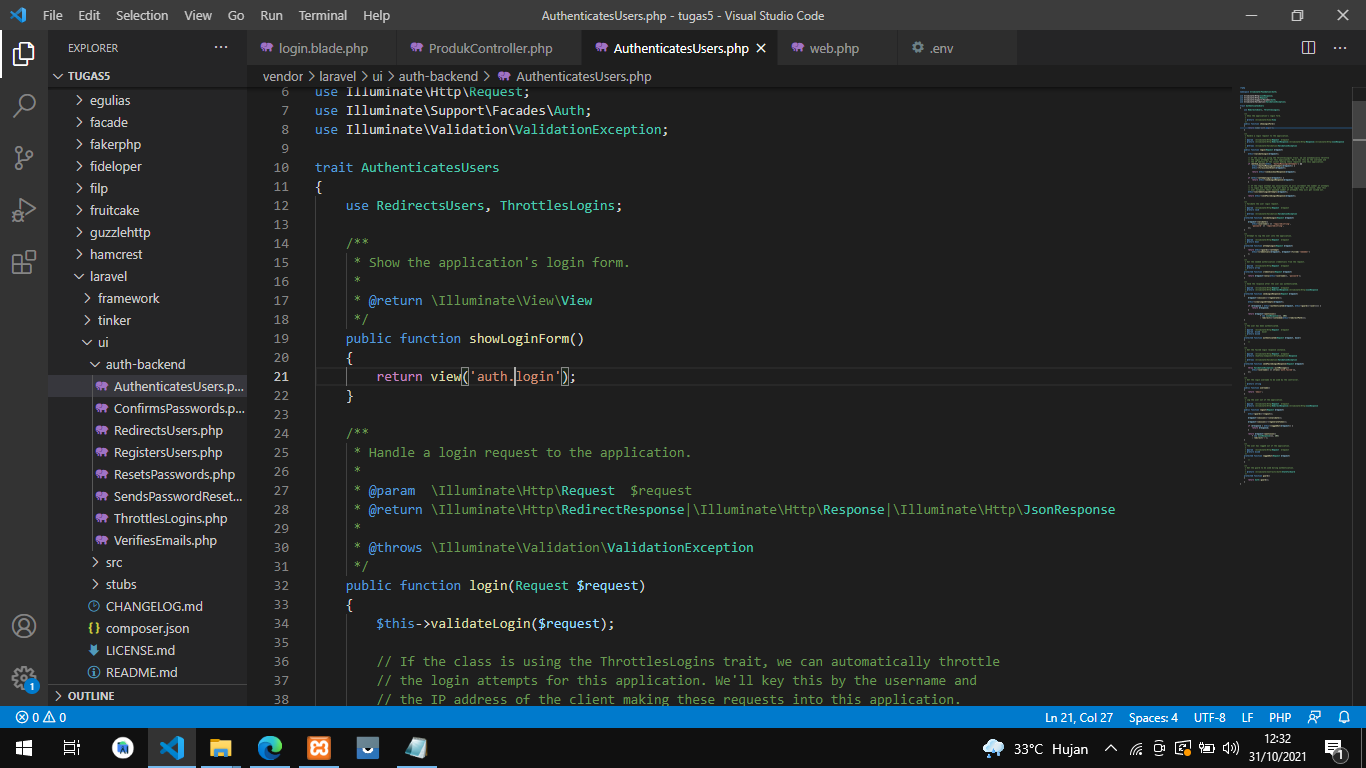 File Edit Selection View Go Run Terminal Help
AuthenticatesUsers.php - tugas5 - Visual Studio Code
EXPLORER
login.blade.php
ProdukController.php
AuthenticatesUsers.php
web.php
.env
vendor > laravel > ui > auth-backend > AuthenticatesUsers.php
TUGAS5
egulias
facade
fakerphp
fideloper
filp
fruitcake
guzzlehttp
hamcrest
laravel
framework
tinker
ui
auth-backend
AuthenticatesUsers.p...
ConfirmsPasswords.p...
RedirectsUsers.php
RegistersUsers.php
ResetsPasswords.php
SendsPasswordReset...
ThrottlesLogins.php
VerifiesEmails.php
src
stubs
CHANGELOG.md
composer.json
LICENSE.md
README.md
OUTLINE
6 use Illuminate\Http\Request;
7 use Illuminate\Support\Facades\Auth;
8 use Illuminate\Validation\ValidationException;
9
10 trait AuthenticatesUsers
11 {
12 use RedirectsUsers, ThrottlesLogins;
13
14 /**
15 * Show the application's login form.
16 *
17 * @return \Illuminate\View\View
18 */
19 public function showLoginForm()
20 {
21 return view('auth.login');
22 }
23
24 /**
25 * Handle a login request to the application.
26 *
27 * @param  \Illuminate\Http\Request  $request
28 * @return \Illuminate\Http\RedirectResponse|\Illuminate\Http\Response|\Illuminate\Http\JsonResponse
29 *
30 * @throws \Illuminate\Validation\ValidationException
31 */
32 public function login(Request $request)
33 {
34 $this->validateLogin($request);
35
36 // If the class is using the ThrottlesLogins trait, we can automatically throttle
37 // the login attempts for this application. We'll key this by the username and
38 // the IP address of the client making these requests into this application.
1
0 0
Ln 21, Col 27
Spaces: 4
UTF-8
LF
PHP
33°C Hujan
12:32
31/10/2021
1